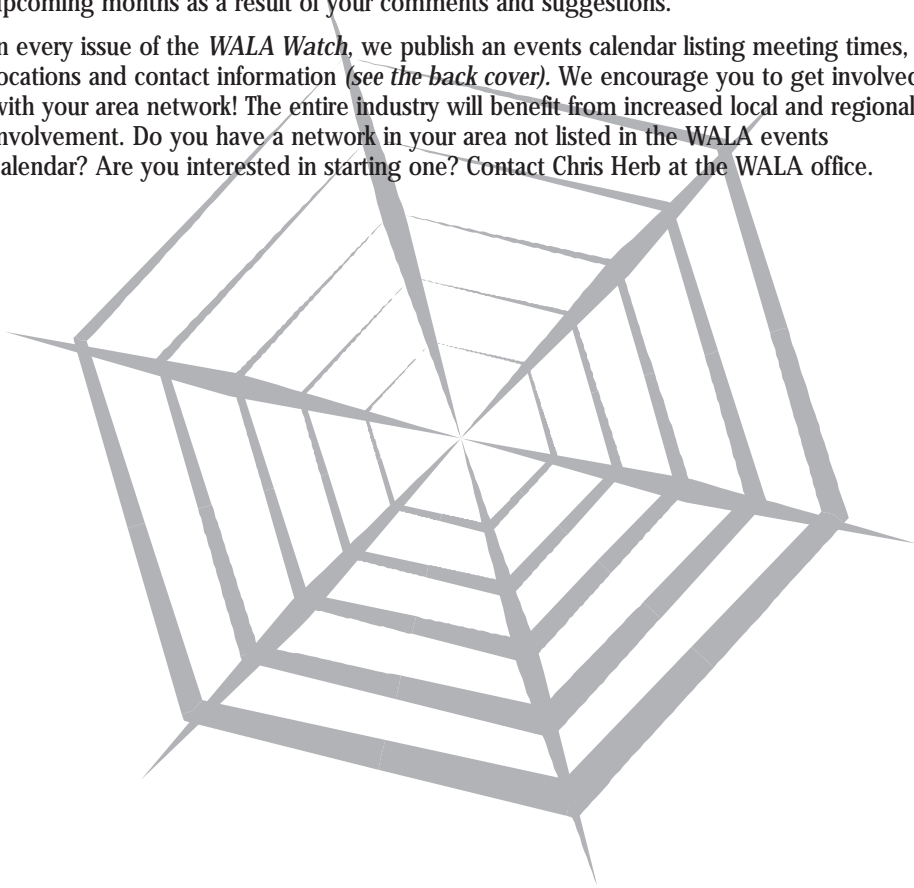 upcoming months as a result of your comments and suggestions.
n every issue of the WALA Watch, we publish an events calendar listing meeting times,
ocations and contact information (see the back cover). We encourage you to get involved
with your area network! The entire industry will benefit from increased local and regional
nvolvement. Do you have a network in your area not listed in the WALA events
alendar? Are you interested in starting one? Contact Chris Herb at the WALA office.